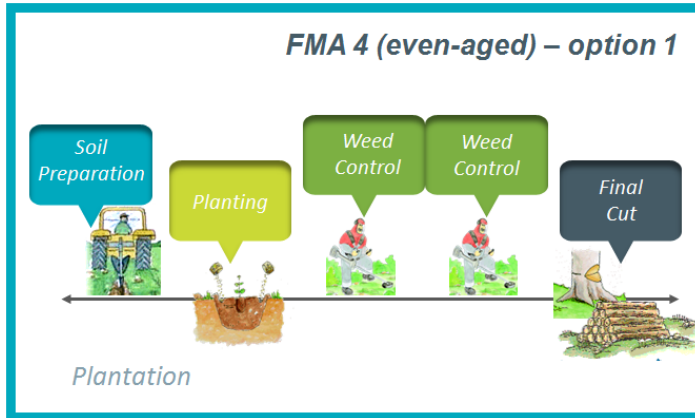 FMA 4 (even-aged) – option 1
Soil
Preparation
Planting
Weed
Control
Weed
Control
Final
Cut
Plantation